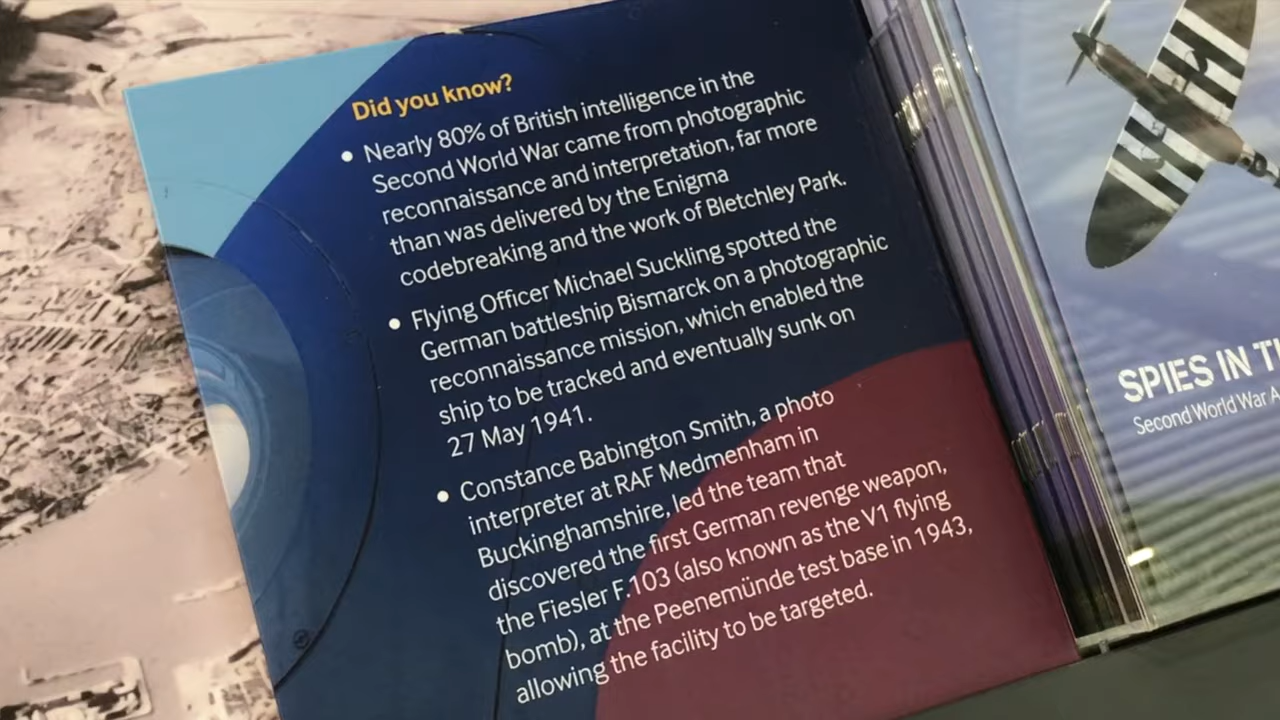 Did you know?
• Nearly 80% of British intelligence in the
Second World War came from photographic
reconnaissance and interpretation, far more
than was delivered by the Enigma
codebreaking and the work of Bletchley Park.
• Flying Officer Michael Suckling spotted the
German battleship Bismarck on a photographic
reconnaissance mission, which enabled the
ship to be tracked and eventually sunk on
27 May 1941.
• Constance Babington Smith, a photo
interpreter at RAF Medmenham in
Buckinghamshire, led the team that
discovered the first German revenge weapon,
the Fiesler F.103 (also known as the V1 flying
bomb), at the Peenemünde test base in 1943,
allowing the facility to be targeted.
SPIES IN
Second World War